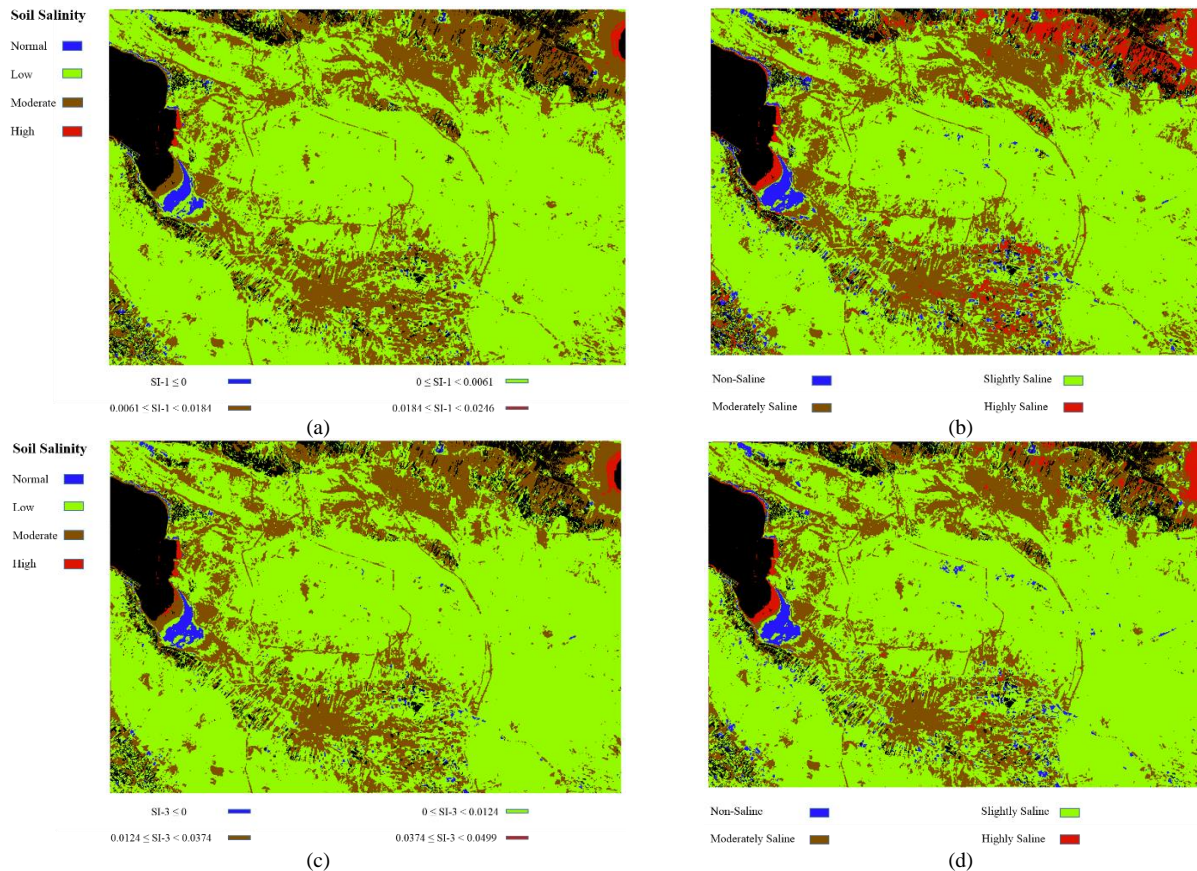 Soil Salinity
Normal
Low
Moderate
High
SI-1 ≤ 0
0 ≤ SI-1 < 0.0061
0.0061 < SI-1 < 0.0184
0.0184 < SI-1 < 0.0246
(a)
Non-Saline
Slightly Saline
Moderately Saline
Highly Saline
(b)
Soil Salinity
Normal
Low
Moderate
High
SI-3 ≤ 0
0 < SI-3 < 0.0124
0.0124 ≤ SI-3 < 0.0374
0.0374 ≤ SI-3 < 0.0499
(c)
Non-Saline
Slightly Saline
Moderately Saline
Highly Saline
(d)